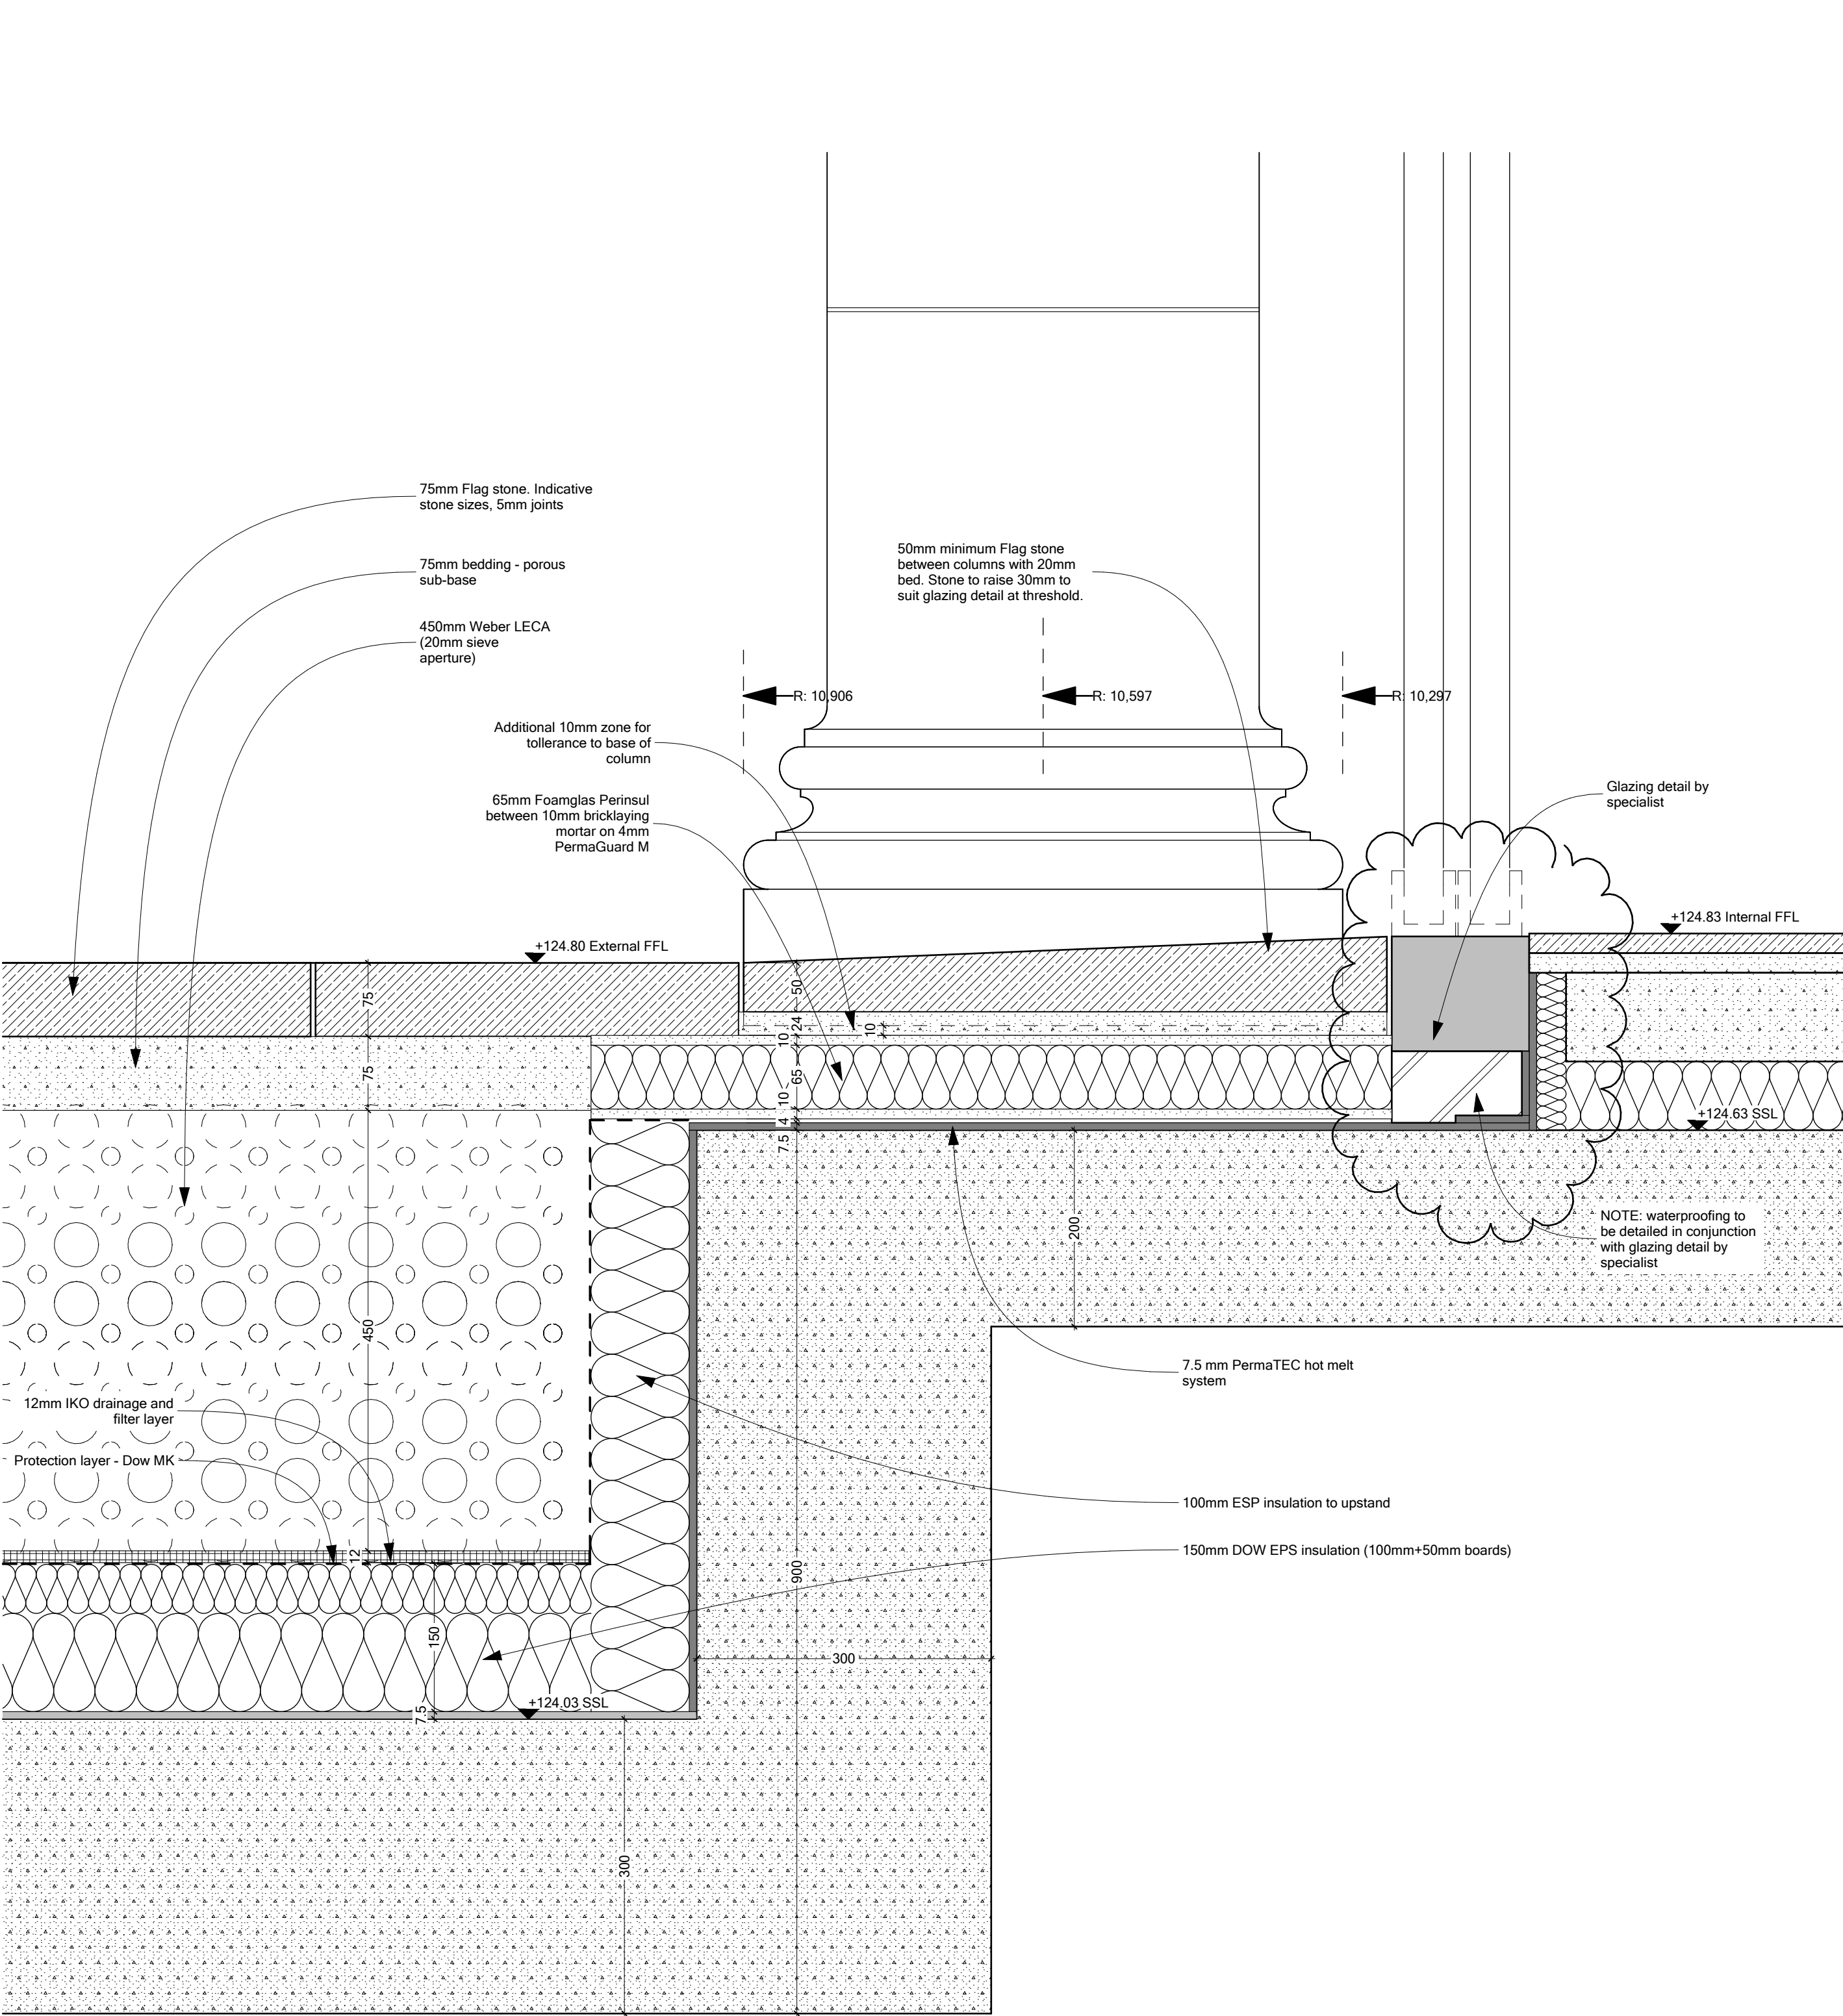 75mm Flag stone. Indicative
stone sizes, 5mm joints
75mm bedding - porous
sub-base
450mm Weber LECA
(20mm sieve
aperture)
50mm minimum Flag stone
between columns with 20mm
bed. Stone to raise 30mm to
suit glazing detail at threshold.
R: 10,906
R: 10,597
R: 10,297
Additional 10mm zone for
tollerance to base of
column
65mm Foamglas Perinsul
between 10mm bricklaying
mortar on 4mm
PermaGuard M
Glazing detail by
specialist
+124.80 External FFL
+124.83 Internal FFL
75
50
24
10
10
75
65
10
4
7.5
+124.63 SSL
200
NOTE: waterproofing to
be detailed in conjunction
with glazing detail by
specialist
450
7.5 mm PermaTEC hot melt
system
12mm IKO drainage and
filter layer
Protection layer - Dow MK
100mm ESP insulation to upstand
12
150mm DOW EPS insulation (100mm+50mm boards)
900
150
300
+124.03 SSL
7.5
300